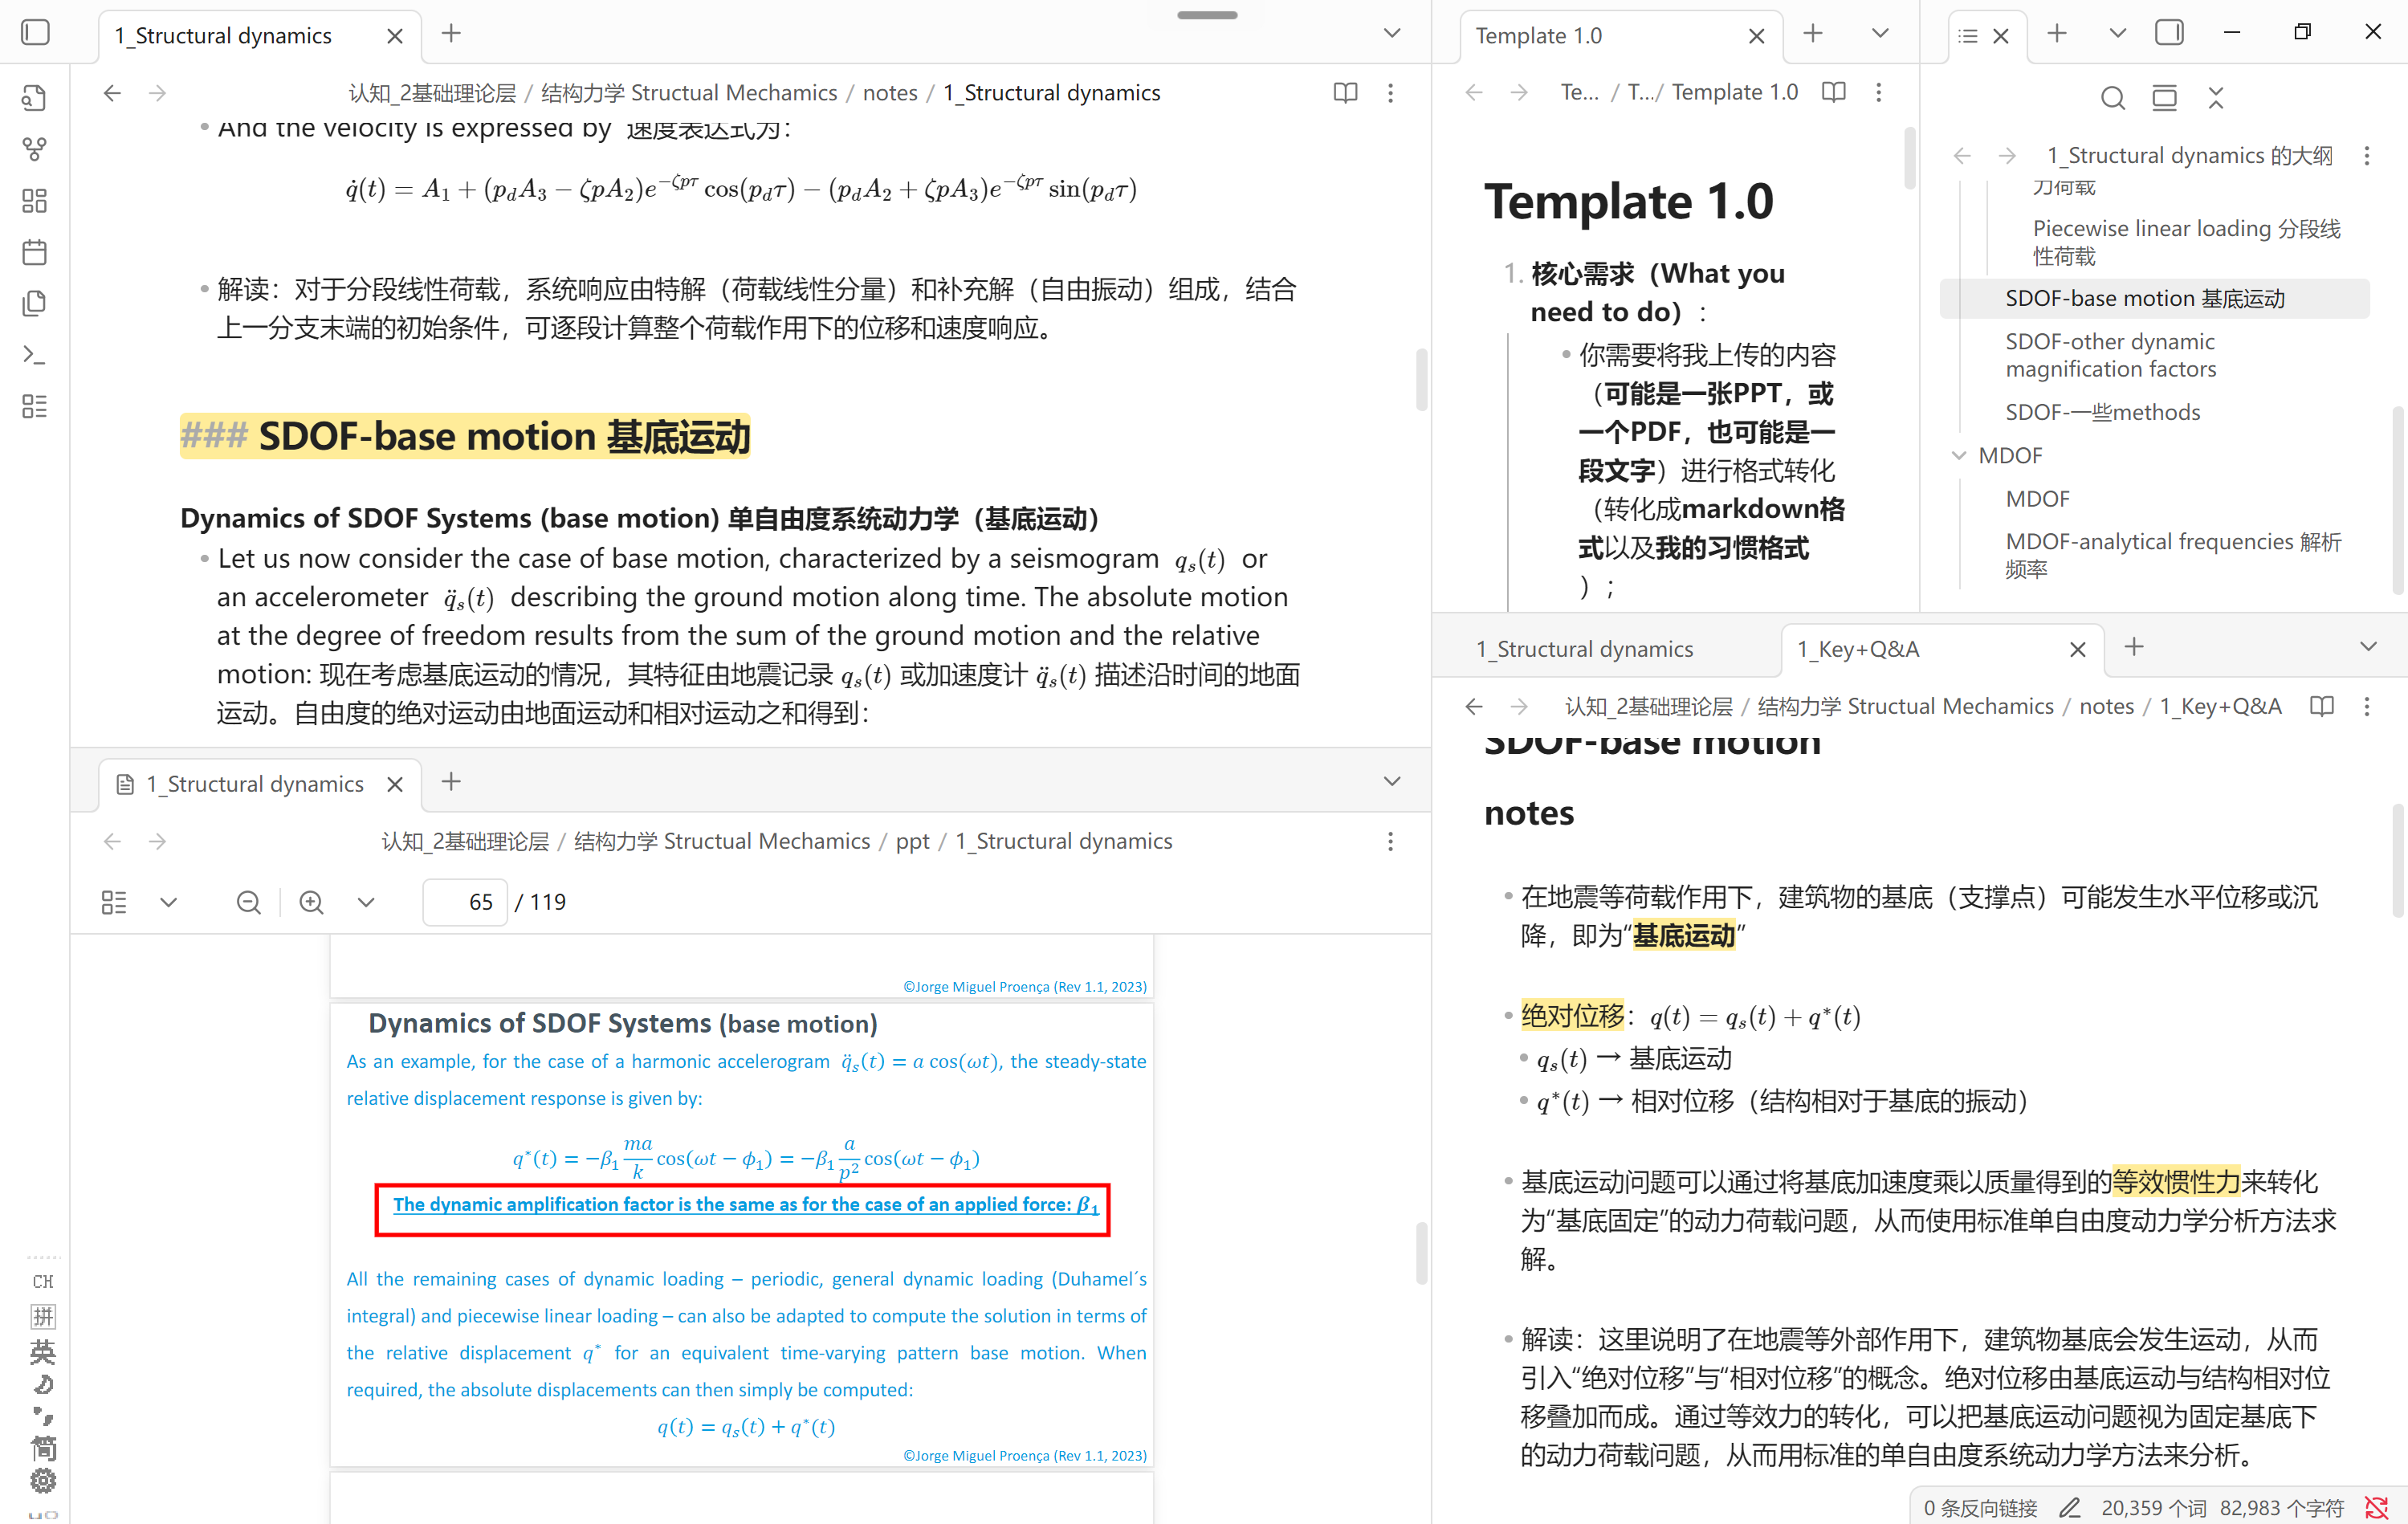 1_Structural dynamics
认知_2基础理论层 / 结构力学 Structual Mechamics / notes / 1_Structural dynamics
And the velocity is expressed by 速度表达式为：
q̇(t) = A₁ + (p_dA₃ − ζpA₂)e^{−ζpτ} cos(p_dτ) − (p_dA₂ + ζpA₃)e^{−ζpτ} sin(p_dτ)
解读：对于分段线性荷载，系统响应由特解（荷载线性分量）和补充解（自由振动）组成，结合
上一分支末端的初始条件，可逐段计算整个荷载作用下的位移和速度响应。
### SDOF-base motion 基底运动
Dynamics of SDOF Systems (base motion) 单自由度系统动力学（基底运动）
Let us now consider the case of base motion, characterized by a seismogram q_s(t) or
an accelerometer q̈_s(t) describing the ground motion along time. The absolute motion
at the degree of freedom results from the sum of the ground motion and the relative
motion: 现在考虑基底运动的情况，其特征由地震记录 q_s(t) 或加速度计 q̈_s(t) 描述沿时间的地面
运动。自由度的绝对运动由地面运动和相对运动之和得到：
1_Structural dynamics
认知_2基础理论层 / 结构力学 Structual Mechamics / ppt / 1_Structural dynamics
65 / 119
©Jorge Miguel Proença (Rev 1.1, 2023)
Dynamics of SDOF Systems (base motion)
As an example, for the case of a harmonic accelerogram q̈_s(t) = a cos(ωt), the steady-state
relative displacement response is given by:
q*(t) = −β₁ ma/k cos(ωt − ϕ₁) = −β₁ a/p² cos(ωt − ϕ₁)
The dynamic amplification factor is the same as for the case of an applied force: β₁
All the remaining cases of dynamic loading – periodic, general dynamic loading (Duhamel´s
integral) and piecewise linear loading – can also be adapted to compute the solution in terms of
the relative displacement q* for an equivalent time-varying pattern base motion. When
required, the absolute displacements can then simply be computed:
q(t) = q_s(t) + q*(t)
©Jorge Miguel Proença (Rev 1.1, 2023)
CH
拼
英
简
Template 1.0
Te... / T.../ Template 1.0
Template 1.0
1. 核心需求（What you
need to do）：
你需要将我上传的内容
（可能是一张PPT，或
一个PDF，也可能是一
段文字）进行格式转化
（转化成markdown格
式以及我的习惯格式
）；
1_Structural dynamics 的大纲
力荷载
Piecewise linear loading 分段线
性荷载
SDOF-base motion 基底运动
SDOF-other dynamic
magnification factors
SDOF-一些methods
MDOF
MDOF
MDOF-analytical frequencies 解析
频率
1_Structural dynamics
1_Key+Q&A
认知_2基础理论层 / 结构力学 Structual Mechamics / notes / 1_Key+Q&A
SDOF-base motion
notes
在地震等荷载作用下，建筑物的基底（支撑点）可能发生水平位移或沉
降，即为“基底运动”
绝对位移：q(t) = q_s(t) + q*(t)
q_s(t) → 基底运动
q*(t) → 相对位移（结构相对于基底的振动）
基底运动问题可以通过将基底加速度乘以质量得到的等效惯性力来转化
为“基底固定”的动力荷载问题，从而使用标准单自由度动力学分析方法求
解。
解读：这里说明了在地震等外部作用下，建筑物基底会发生运动，从而
引入“绝对位移”与“相对位移”的概念。绝对位移由基底运动与结构相对位
移叠加而成。通过等效力的转化，可以把基底运动问题视为固定基底下
的动力荷载问题，从而用标准的单自由度系统动力学方法来分析。
0 条反向链接 20,359 个词 82,983 个字符